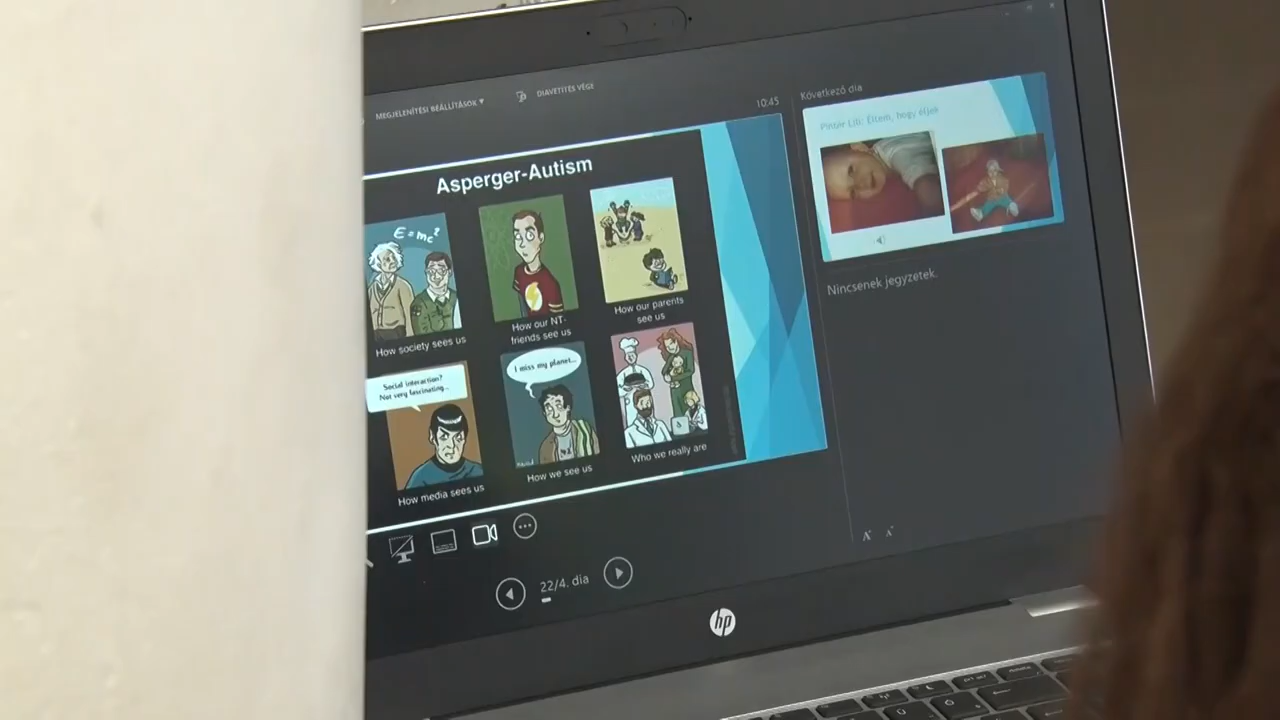 MEGJELENÍTÉSI BEÁLLÍTÁSOK
DIAVETÍTÉS VÉGE
10:45
Asperger-Autism
E=mc²
How society sees us
How our NT-
friends see us
How our parents
see us
Social interaction?
Not very fascinating...
How media sees us
I miss my planet...
How we see us
Who we really are
22/4. dia
Következő dia
Pintér Lili: Éltem, hogy éljek
Nincsenek jegyzetek.
A A
hp